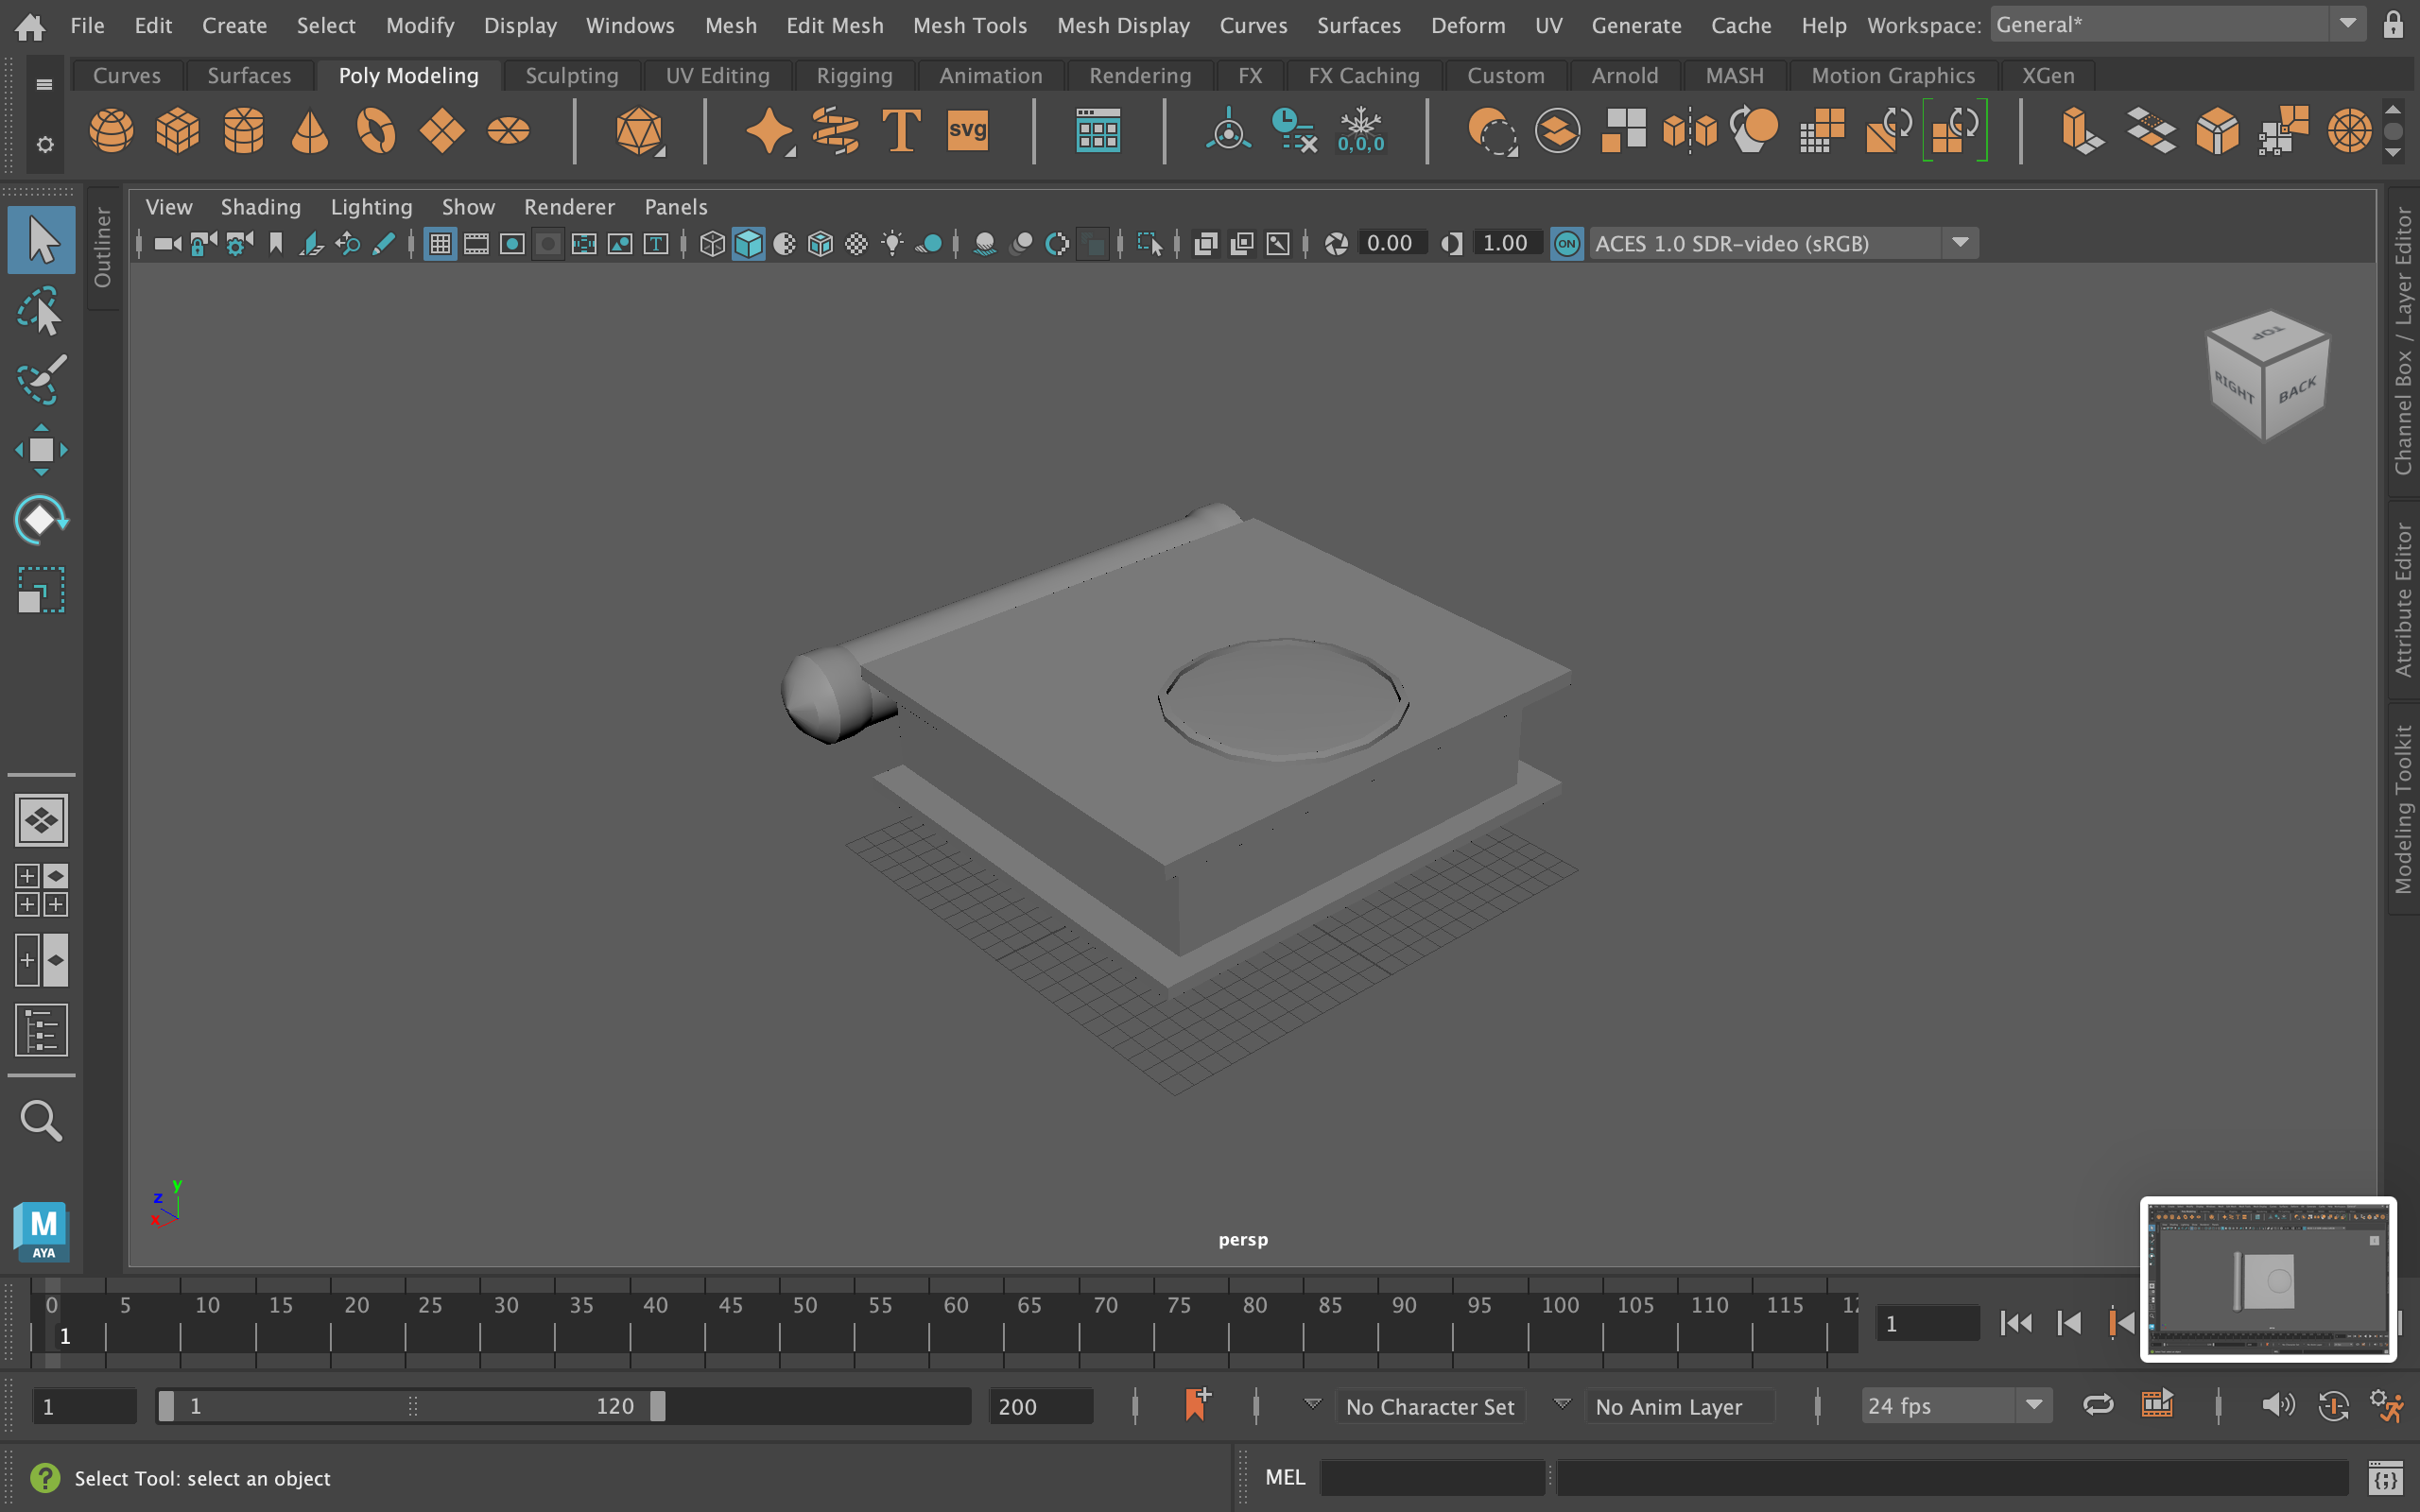 File Edit Create Select Modify Display Windows Mesh Edit Mesh Mesh Tools Mesh Display Curves Surfaces Deform UV Generate Cache Help Workspace: General*
Curves Surfaces Poly Modeling Sculpting UV Editing Rigging Animation Rendering FX FX Caching Custom Arnold MASH Motion Graphics XGen
T svg 0,0,0
View Shading Lighting Show Renderer Panels
T 0.00 1.00 ON ACES 1.0 SDR-video (sRGB)
Outliner
Channel Box / Layer Editor
Attribute Editor
Modeling Toolkit
TOP
RIGHT BACK
y
z
x
persp
M
AYA
0 5 10 15 20 25 30 35 40 45 50 55 60 65 70 75 80 85 90 95 100 105 110 115
1
1
1 1 120 200 No Character Set No Anim Layer 24 fps
? Select Tool: select an object MEL